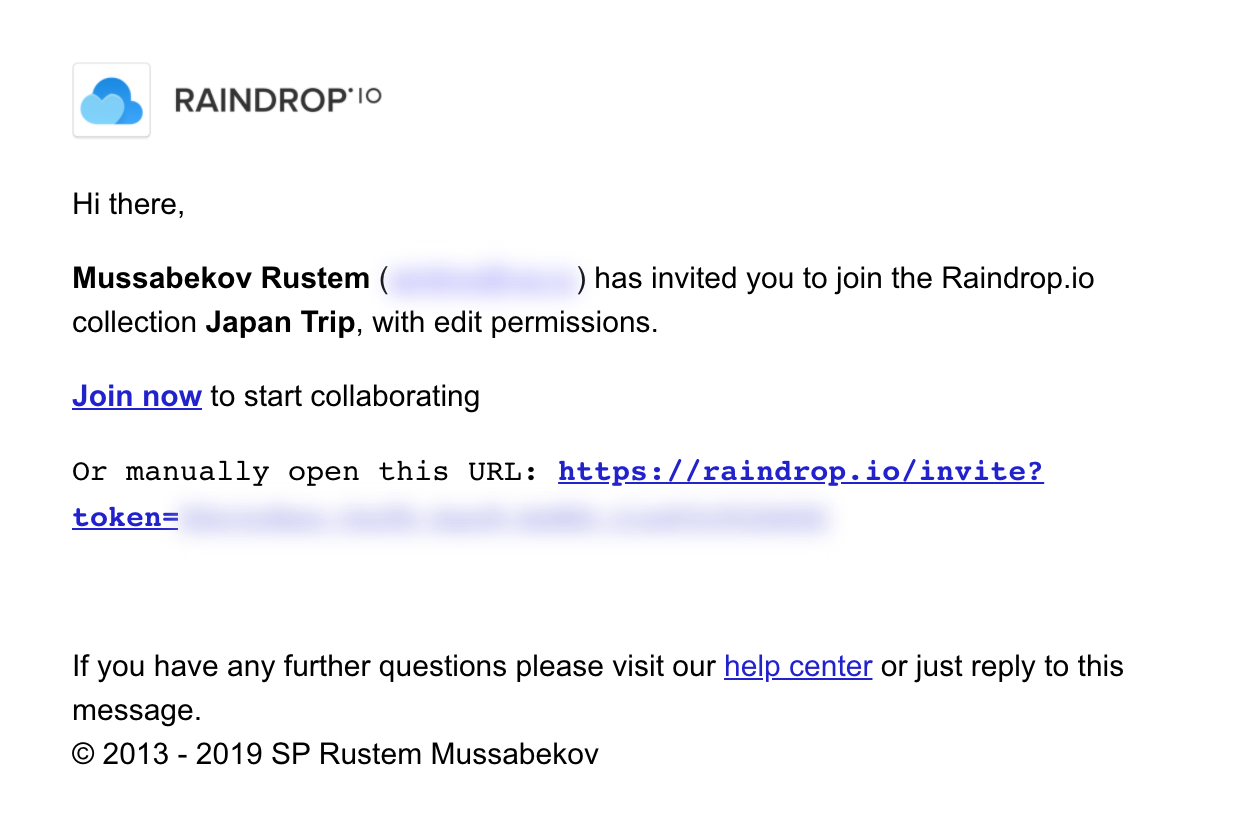 RAINDROP·IO
Hi there,
Mussabekov Rustem ( ) has invited you to join the Raindrop.io
collection Japan Trip, with edit permissions.
Join now to start collaborating
Or manually open this URL: https://raindrop.io/invite?
token=
If you have any further questions please visit our help center or just reply to this
message.
© 2013 - 2019 SP Rustem Mussabekov